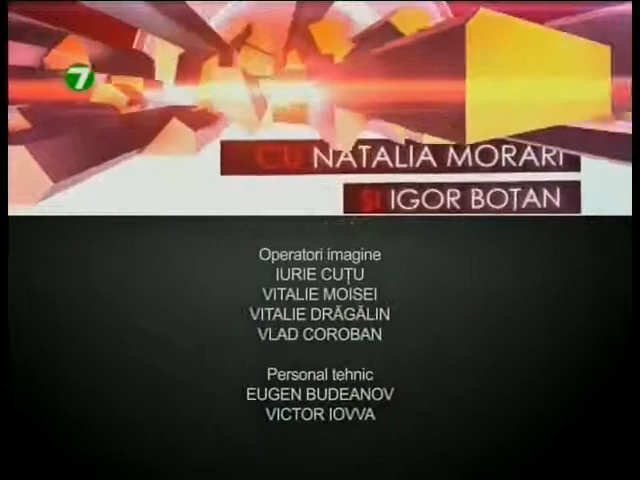 7
CU NATALIA MORARI
ȘI IGOR BOȚAN
Operatori imagine
IURIE CUȚU
VITALIE MOISEI
VITALIE DRĂGĂLIN
VLAD COROBAN
Personal tehnic
EUGEN BUDEANOV
VICTOR IOVVA